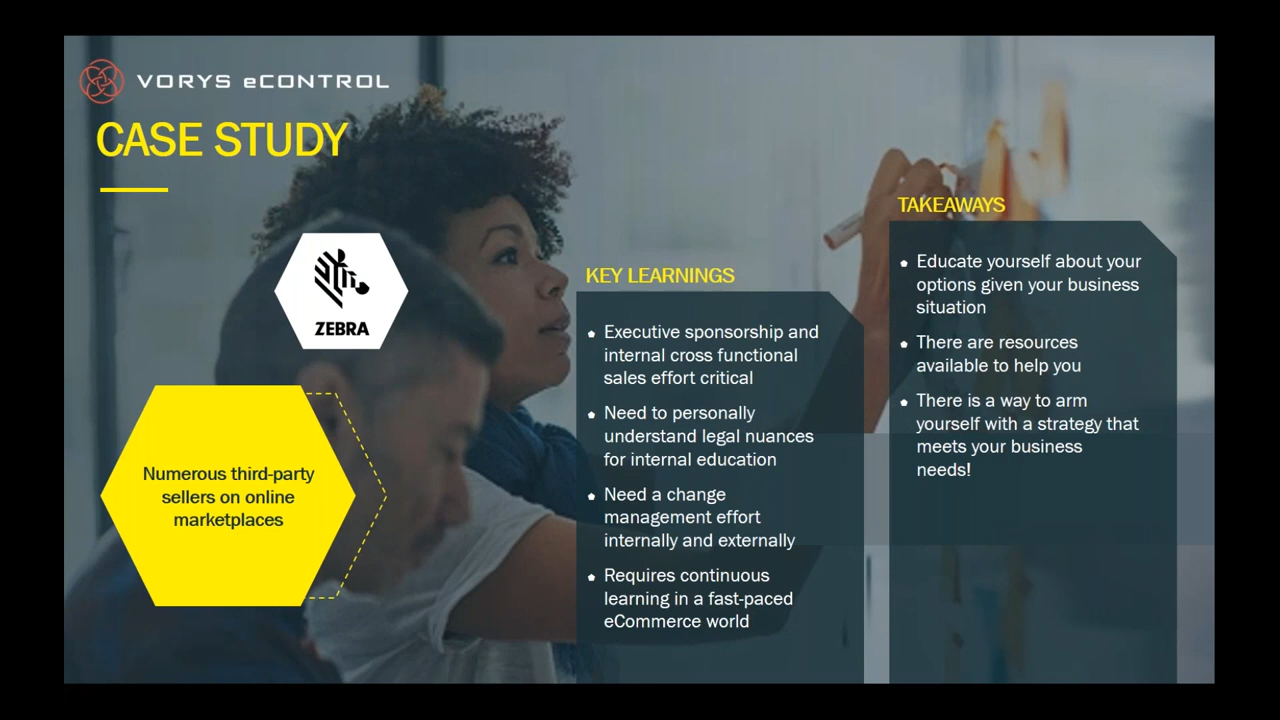 VORYS eCONTROL
CASE STUDY
ZEBRA
Numerous third-party
sellers on online
marketplaces
KEY LEARNINGS
Executive sponsorship and
internal cross functional
sales effort critical
Need to personally
understand legal nuances
for internal education
Need a change
management effort
internally and externally
Requires continuous
learning in a fast-paced
eCommerce world
TAKEAWAYS
Educate yourself about your
options given your business
situation
There are resources
available to help you
There is a way to arm
yourself with a strategy that
meets your business
needs!